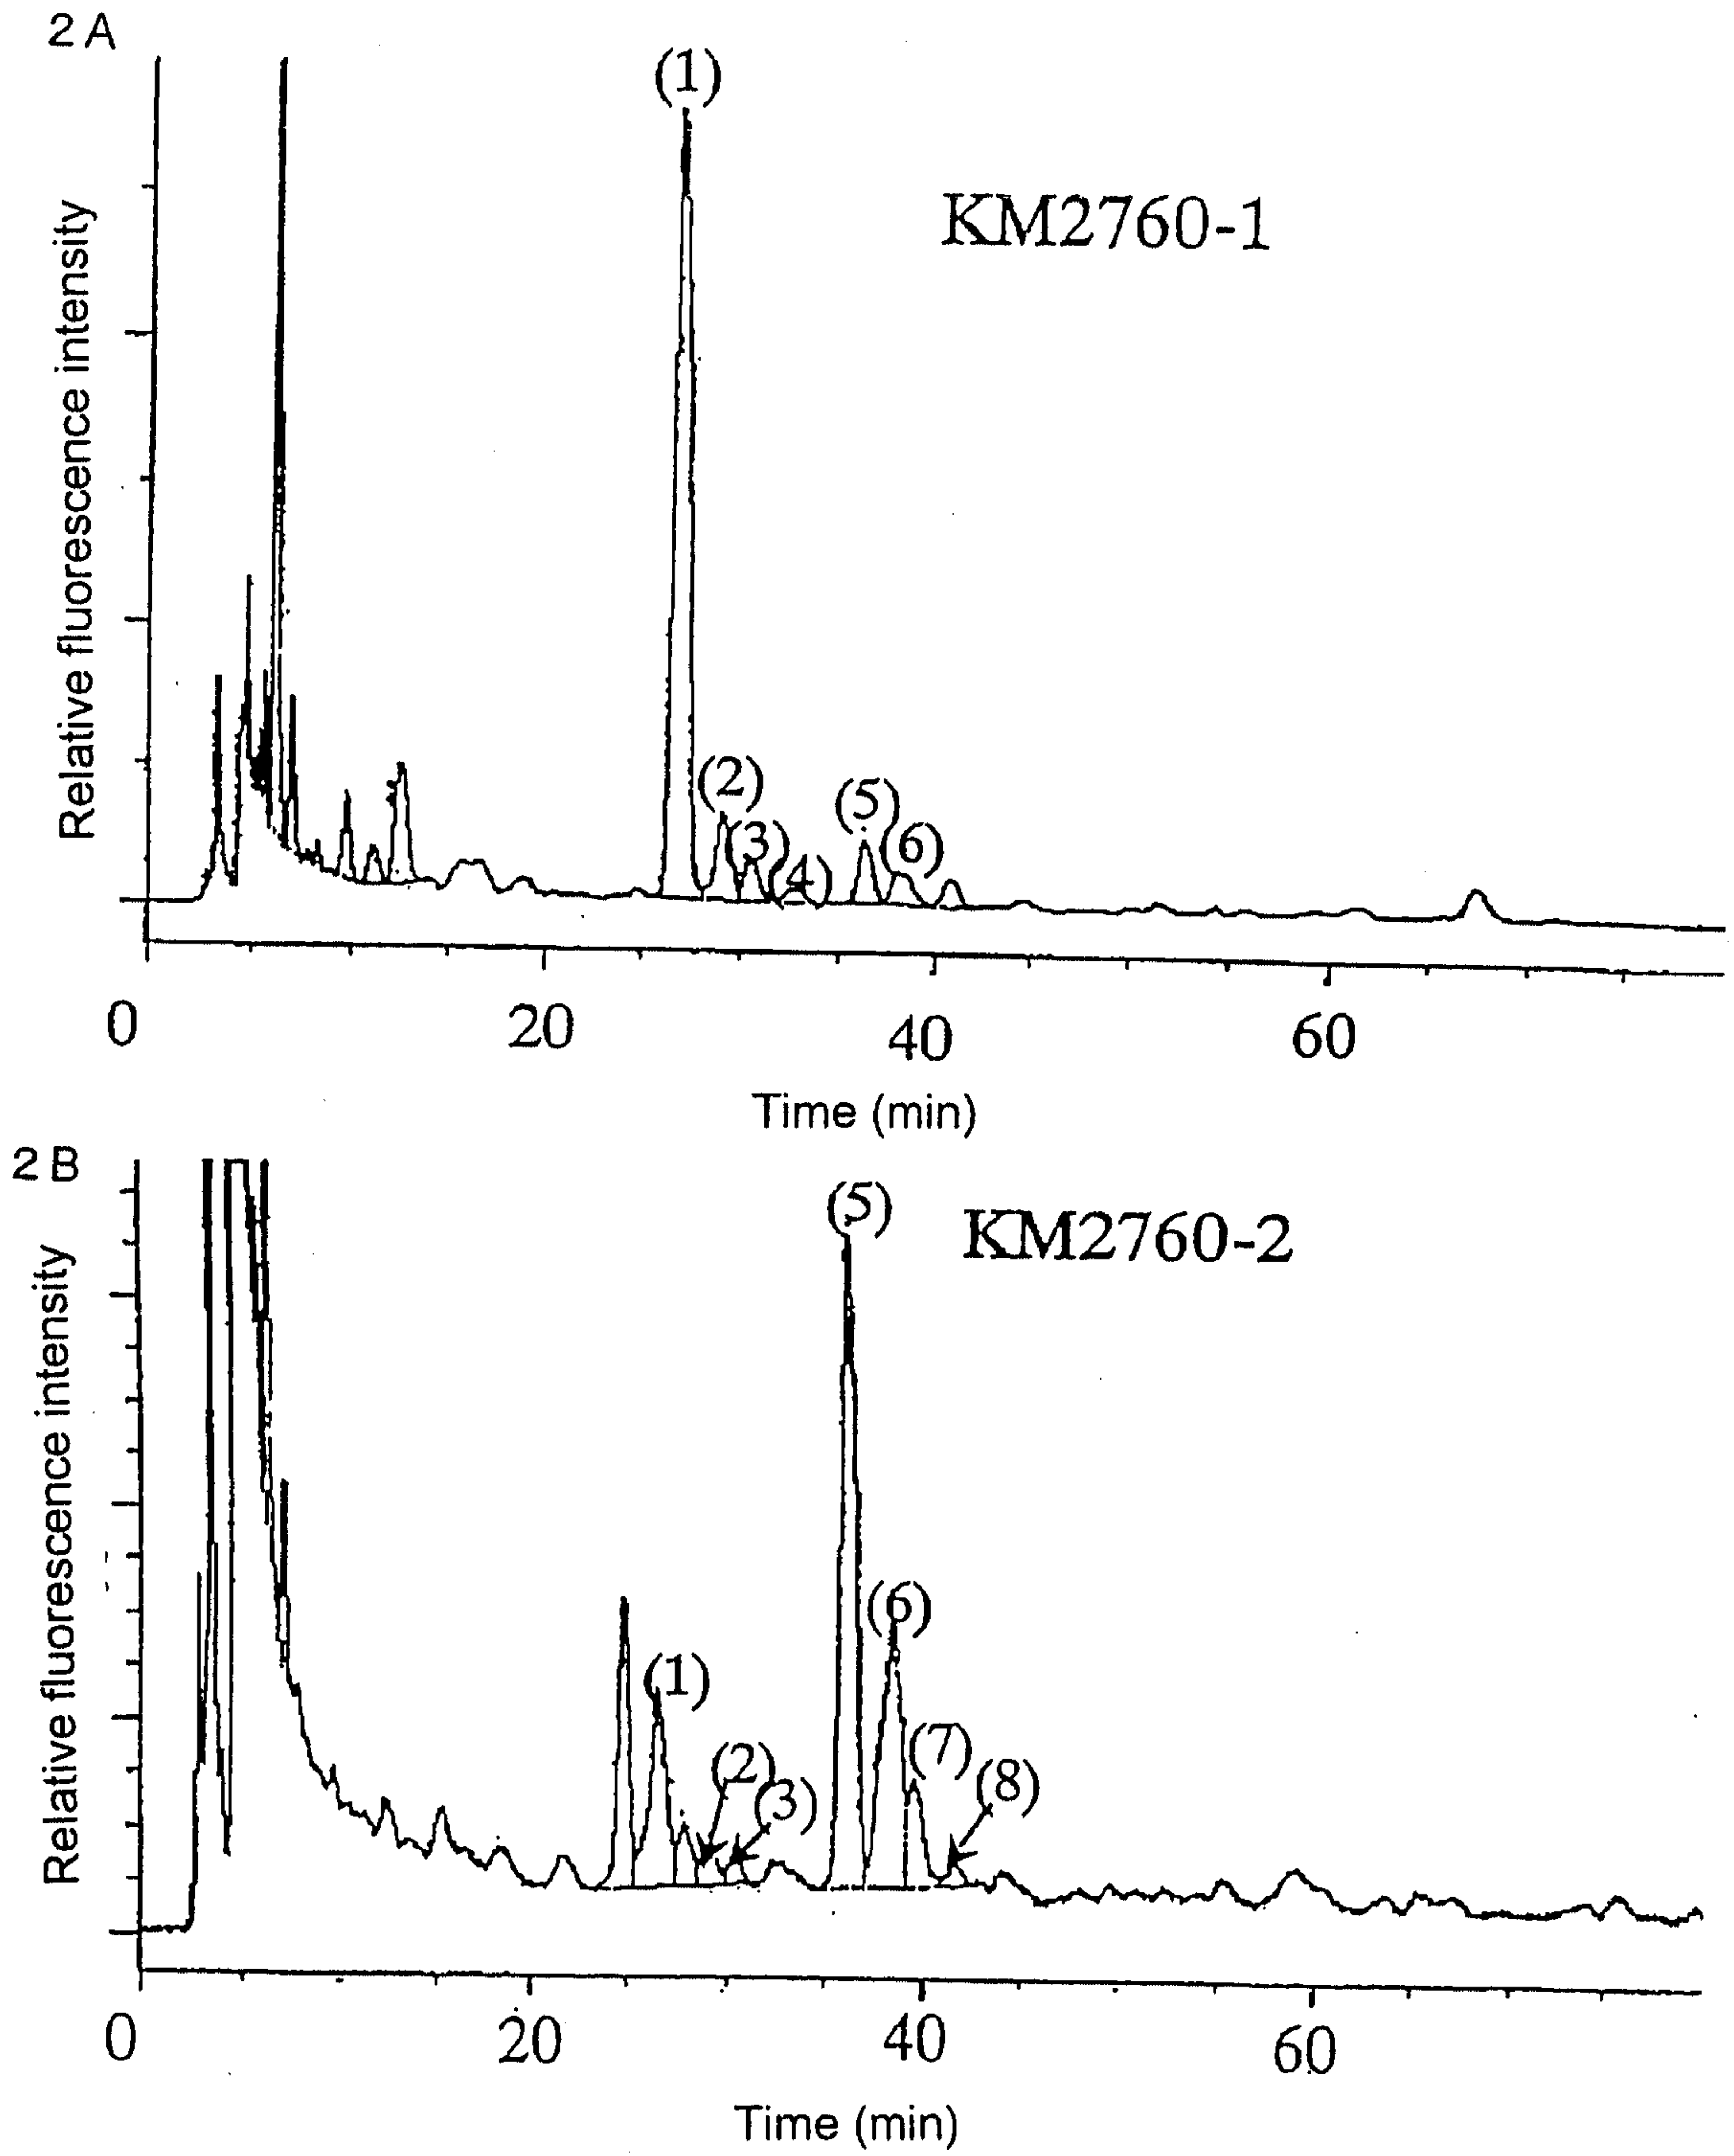 2 A
(1)
KM2760-1
Relative fluorescence intensity
(2)
(3)
(4)
(5)
(6)
0 20 40 60
Time (min)
2 B
(5)
KM2760-2
Relative fluorescence intensity
(6)
(1)
(7)
(2)
(8)
(3)
0 20 40 60
Time (min)